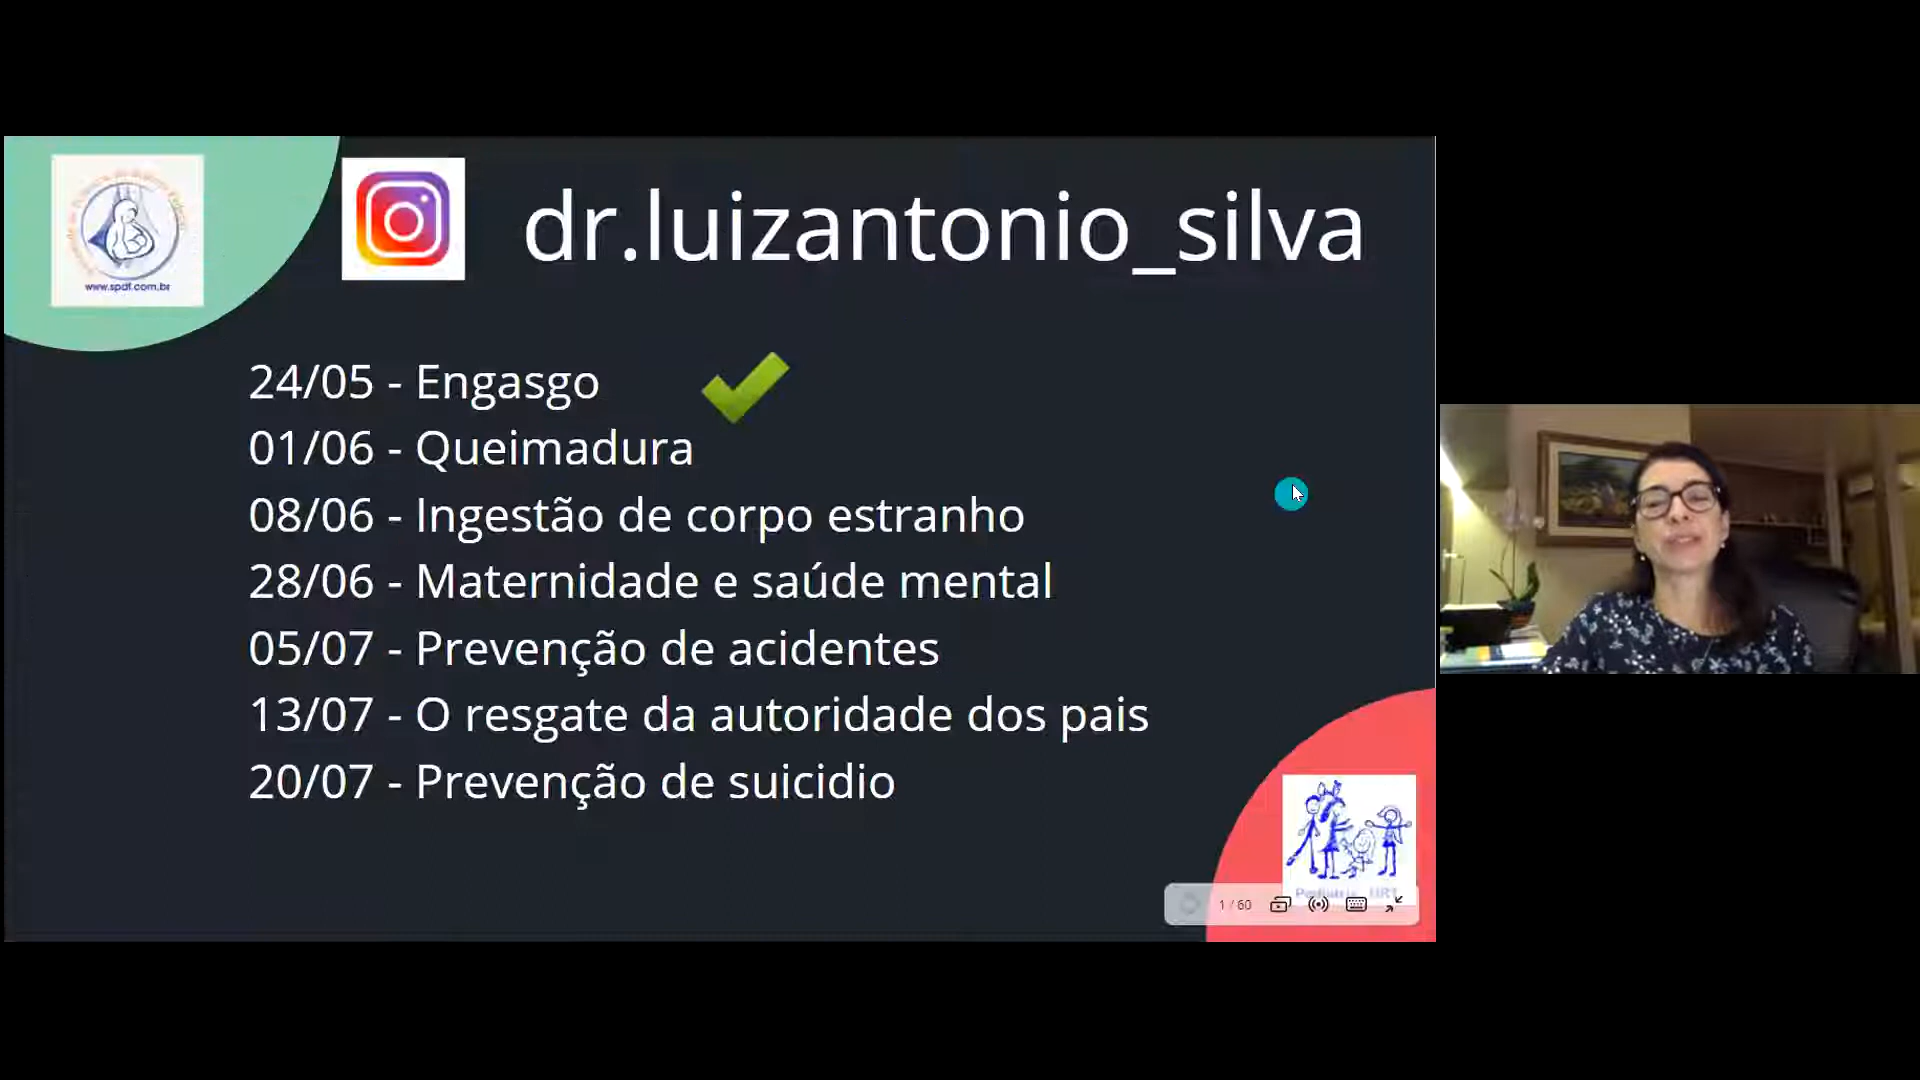 www.spdf.com.br
dr.luizantonio_silva
24/05 - Engasgo
01/06 - Queimadura
08/06 - Ingestão de corpo estranho
28/06 - Maternidade e saúde mental
05/07 - Prevenção de acidentes
13/07 - O resgate da autoridade dos pais
20/07 - Prevenção de suicidio
1 / 60